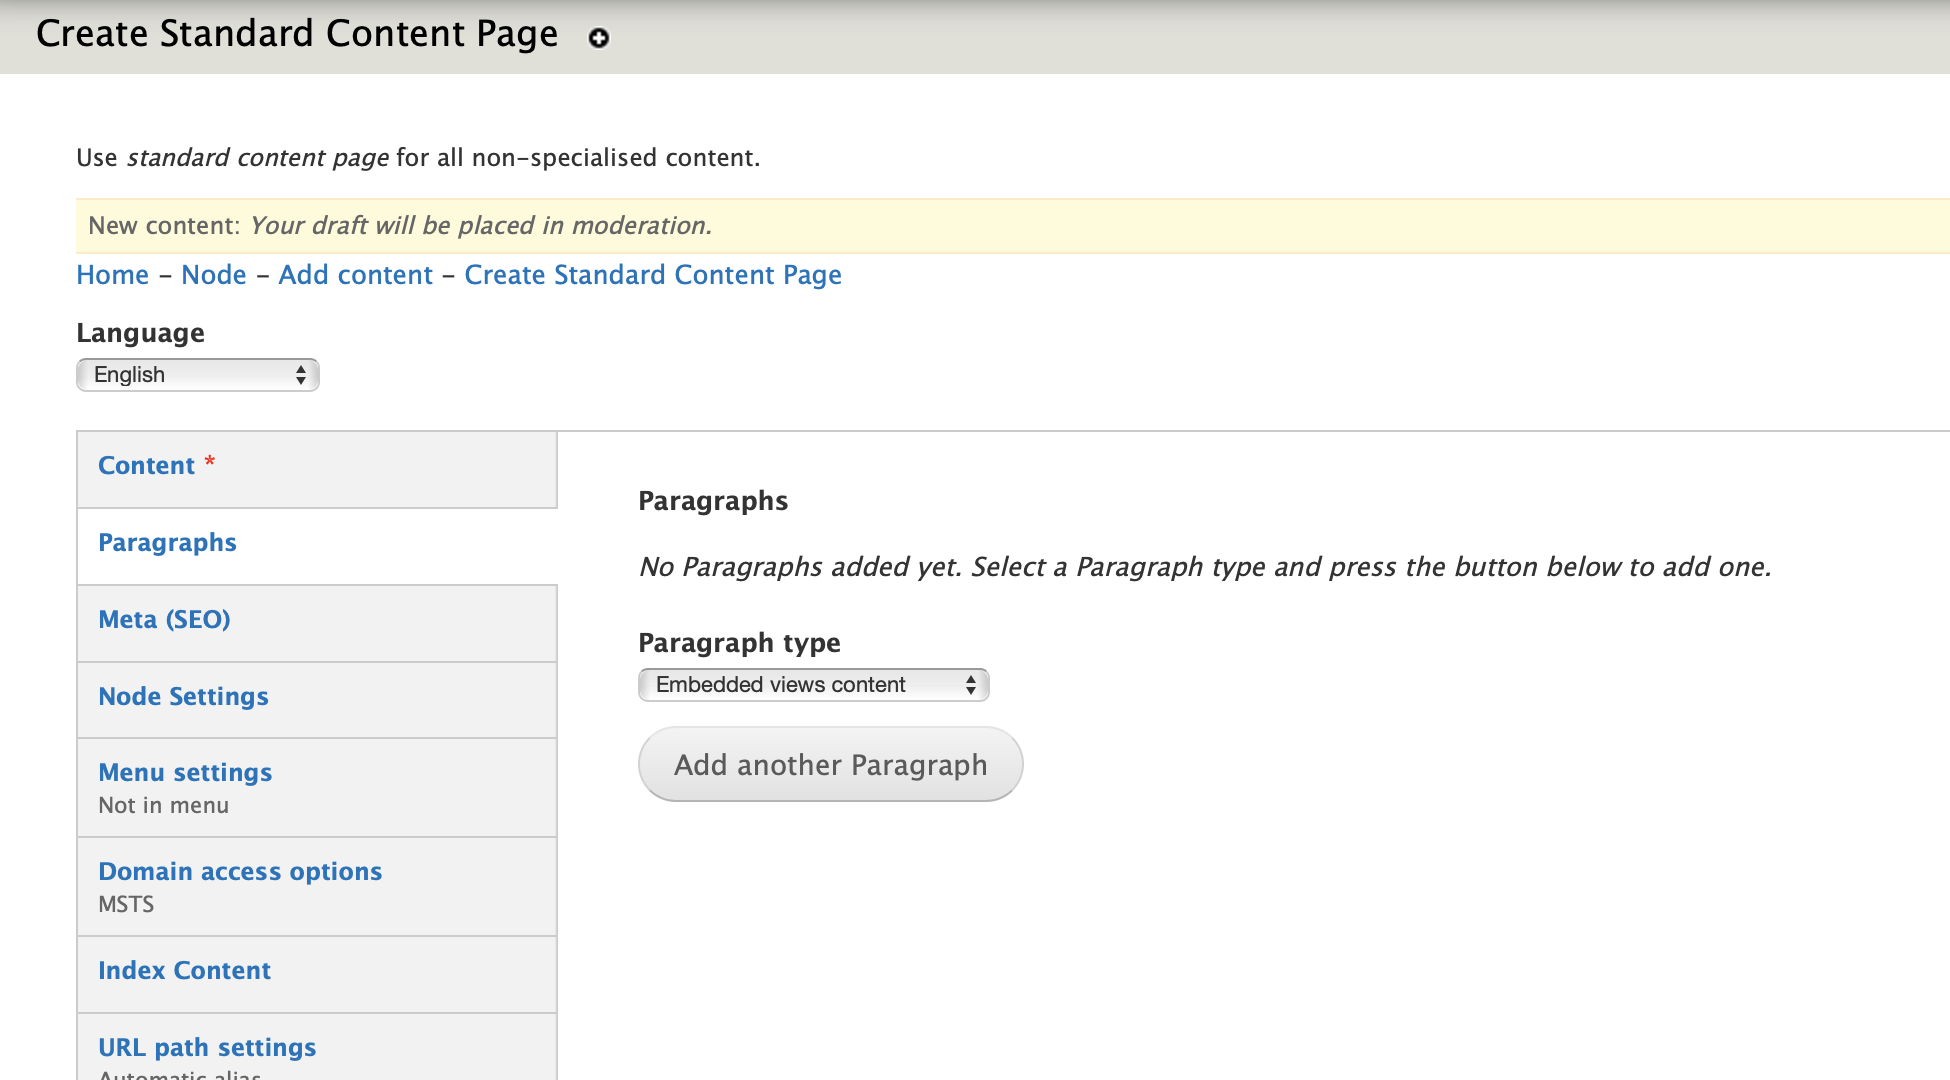 Create Standard Content Page
Use standard content page for all non-specialised content.
New content: Your draft will be placed in moderation.
Home – Node – Add content – Create Standard Content Page
Language
English
Content *
Paragraphs
Meta (SEO)
Node Settings
Menu settings
Not in menu
Domain access options
MSTS
Index Content
URL path settings
Automatic alias
Paragraphs
No Paragraphs added yet. Select a Paragraph type and press the button below to add one.
Paragraph type
Embedded views content
Add another Paragraph